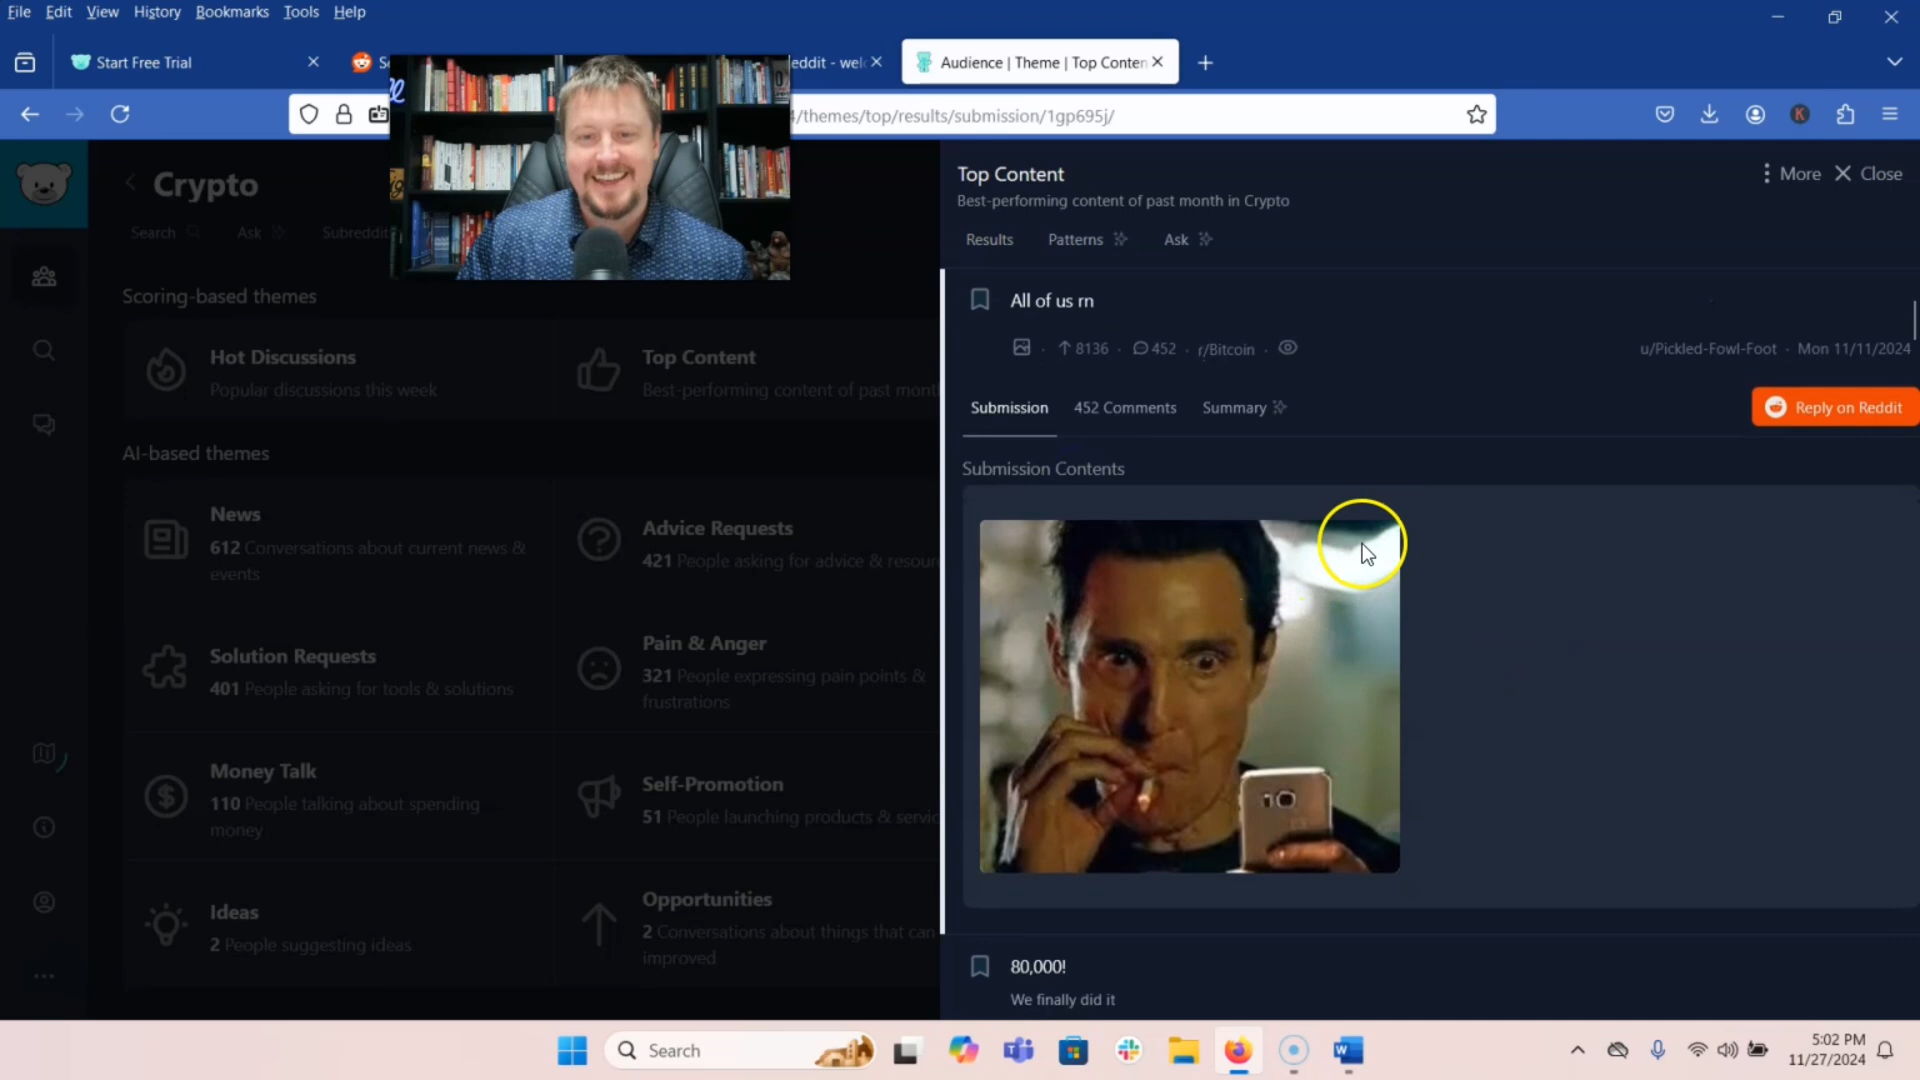 File Edit View History Bookmarks Tools Help
Start Free Trial
eddit - welc
Audience | Theme | Top Conten
/themes/top/results/submission/1gp695j/
K
Crypto
Search
Ask
Subreddit
Scoring-based themes
Hot Discussions
Popular discussions this week
Top Content
Best-performing content of past mont
AI-based themes
News
612 Conversations about current news &
events
Advice Requests
421 People asking for advice & resour
Solution Requests
401 People asking for tools & solutions
Pain & Anger
321 People expressing pain points &
frustrations
Money Talk
110 People talking about spending
money
Self-Promotion
51 People launching products & servic
Ideas
2 People suggesting ideas
Opportunities
2 Conversations about things that can
improved
Top Content
More
Close
Best-performing content of past month in Crypto
Results
Patterns
Ask
All of us rn
8136 · 452 · r/Bitcoin ·
u/Pickled-Fowl-Foot · Mon 11/11/2024
Submission
452 Comments
Summary
Reply on Reddit
Submission Contents
80,000!
We finally did it
Search
5:02 PM
11/27/2024